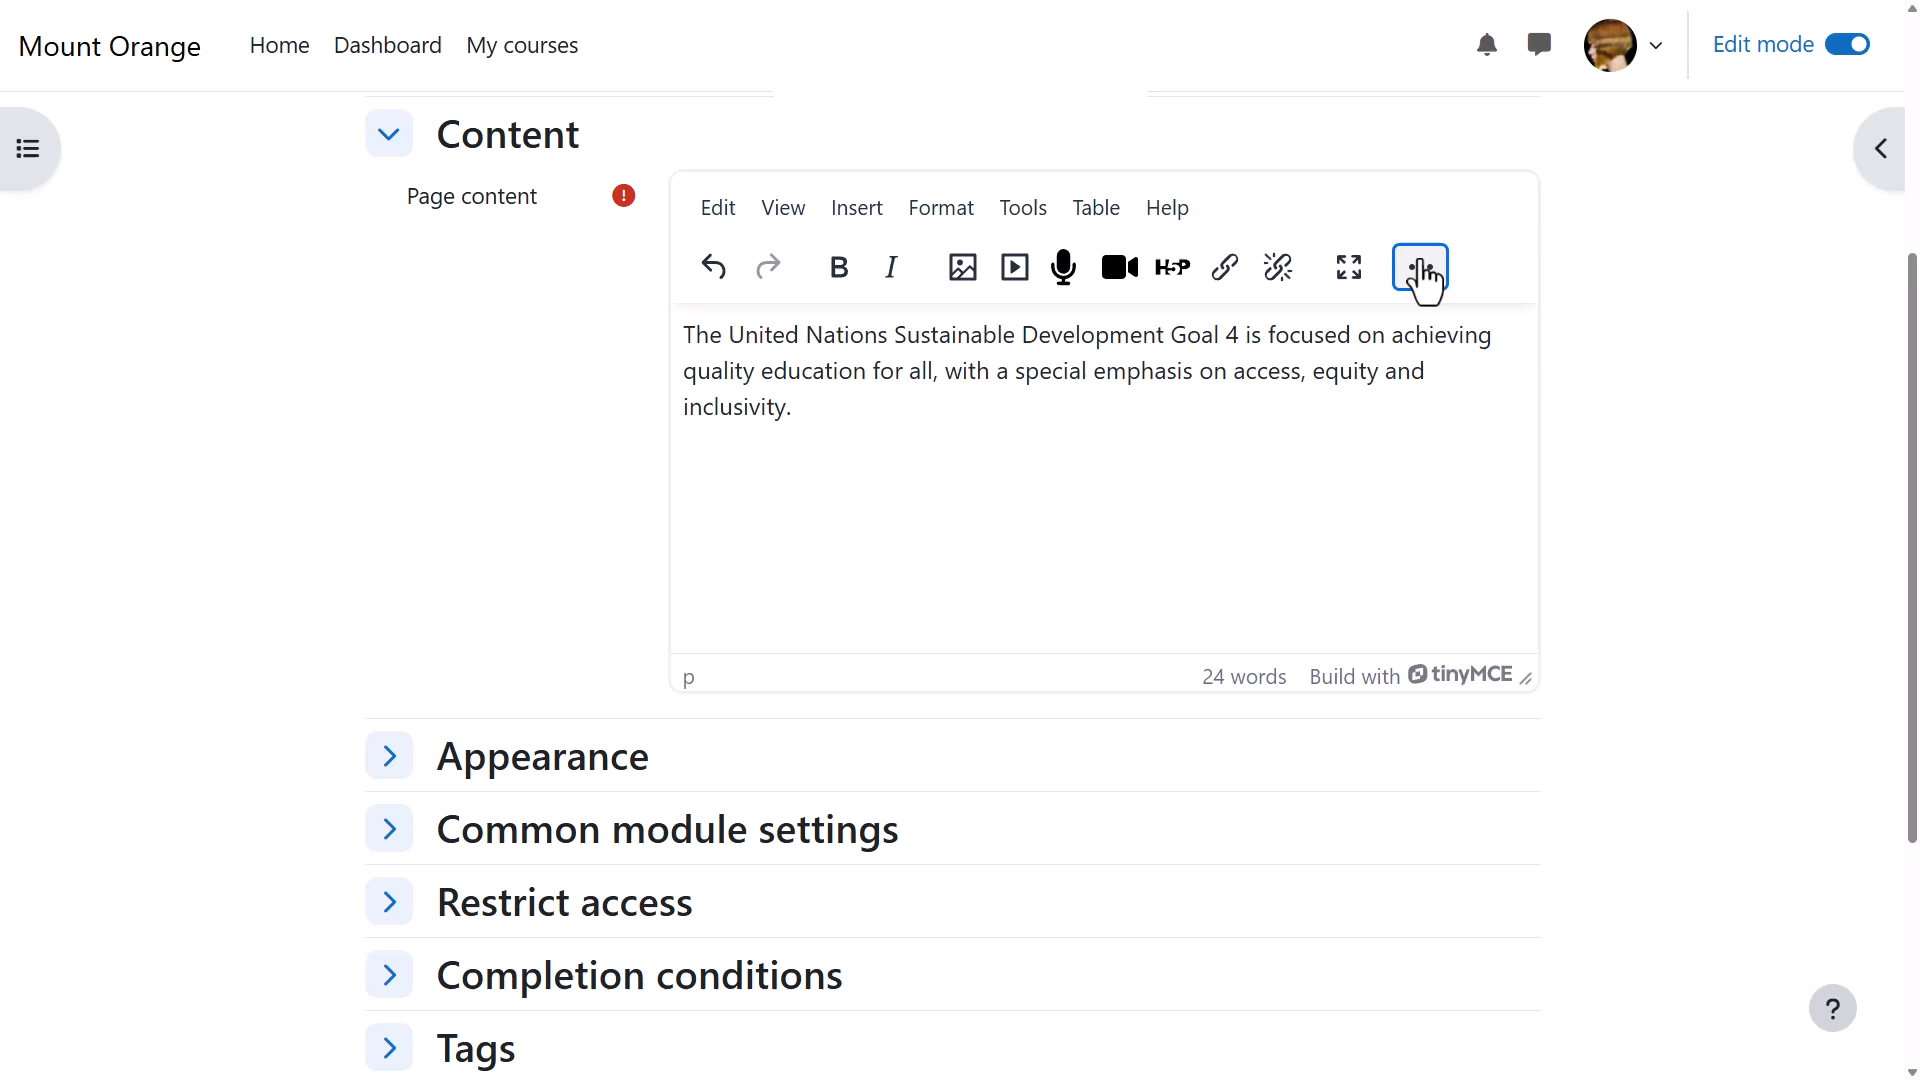 Mount Orange
Home Dashboard My courses
Edit mode
Content
Page content
!
Edit View Insert Format Tools Table Help
B I H5P
The United Nations Sustainable Development Goal 4 is focused on achieving
quality education for all, with a special emphasis on access, equity and
inclusivity.
p 24 words Build with tinyMCE
Appearance
Common module settings
Restrict access
Completion conditions
?
Tags